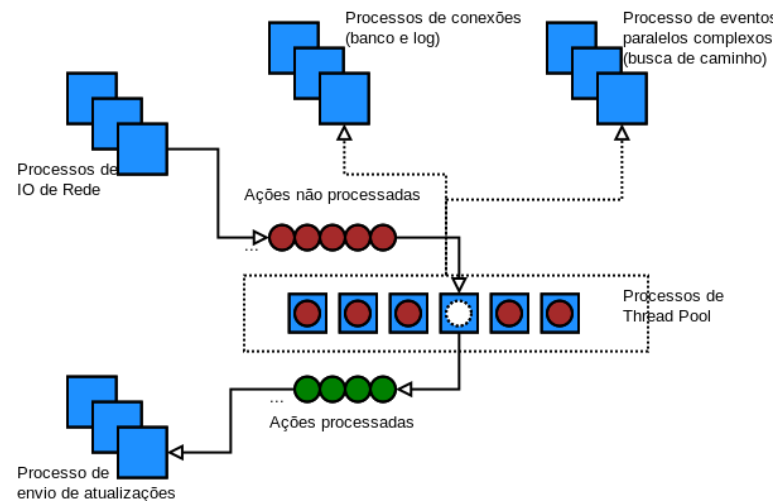 Processos de conexões
(banco e log)
Processo de eventos
paralelos complexos
(busca de caminho)
Processos de
IO de Rede
Ações não processadas
...
Processos de
Thread Pool
...
Ações processadas
Processo de
envio de atualizações